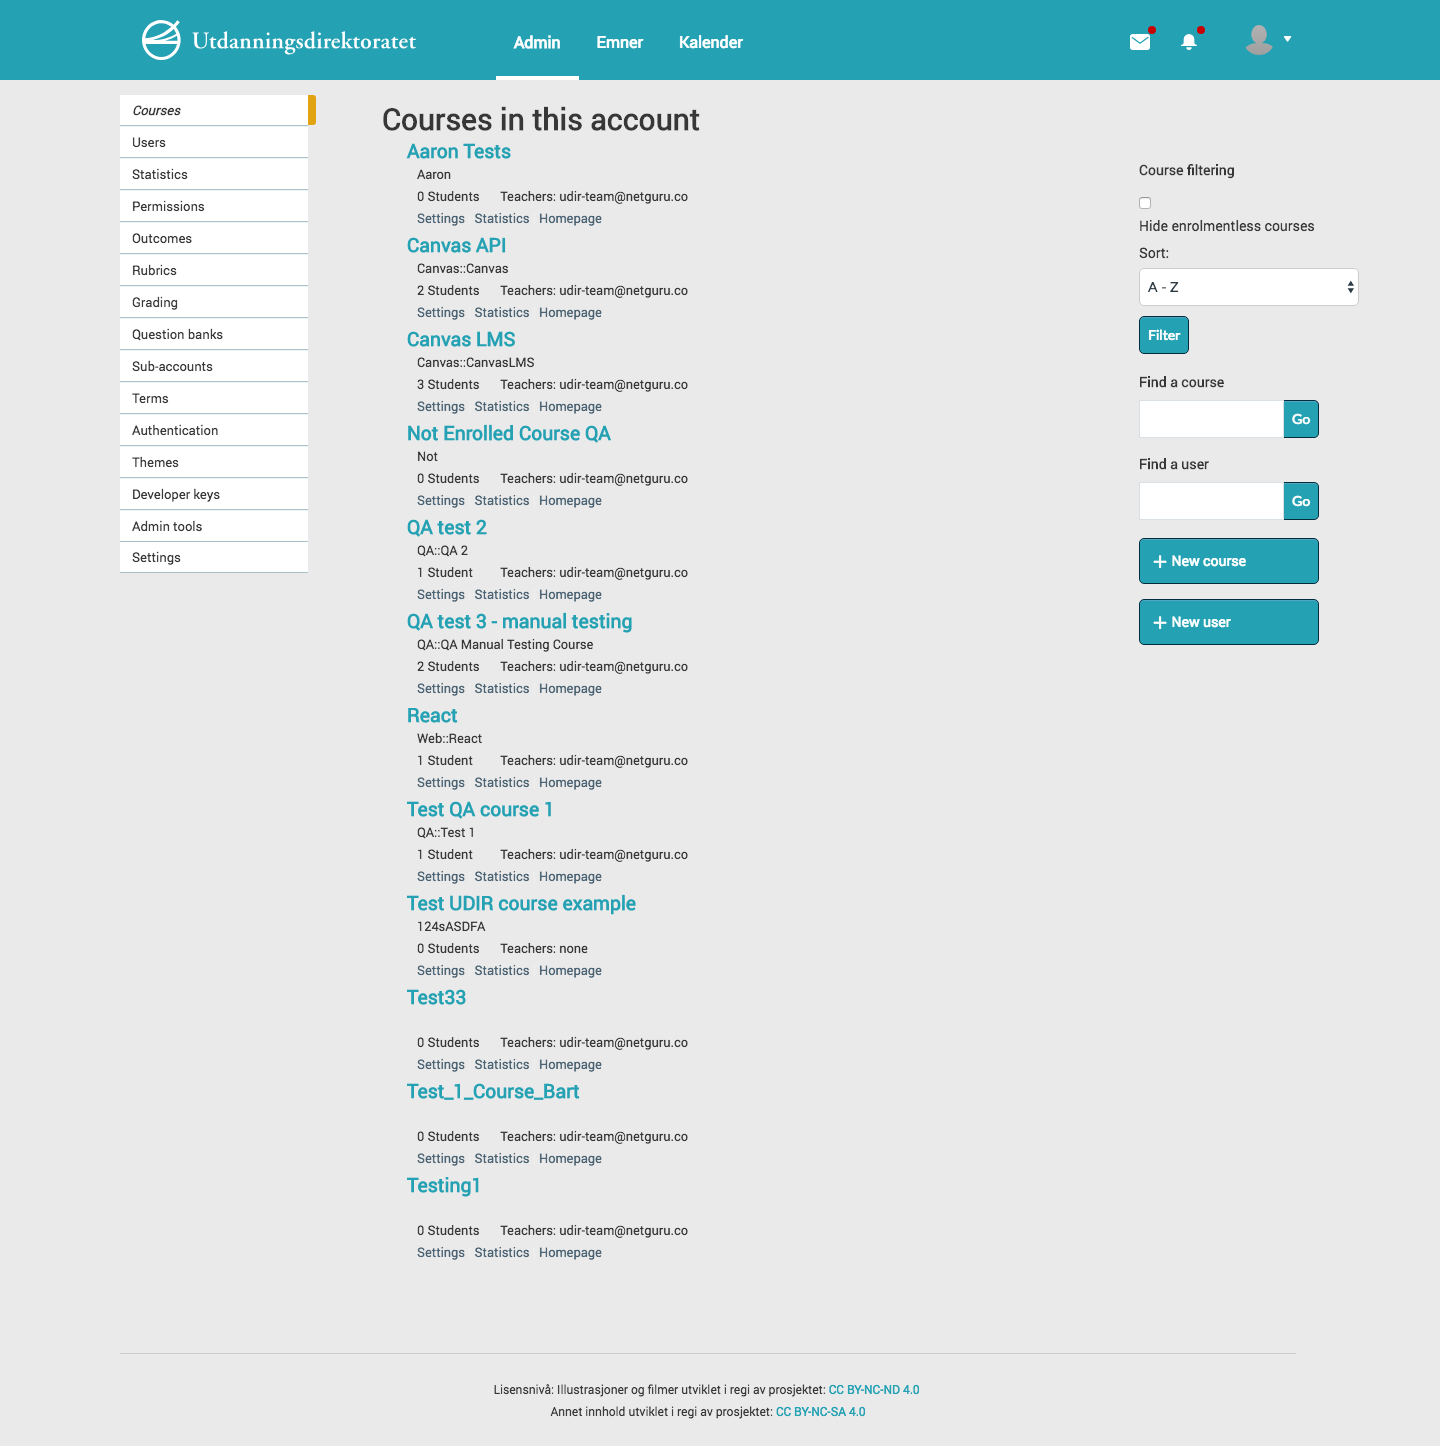 Utdanningsdirektoratet
Admin Emner Kalender
Courses
Users
Statistics
Permissions
Outcomes
Rubrics
Grading
Question banks
Sub-accounts
Terms
Authentication
Themes
Developer keys
Admin tools
Settings
Courses in this account
Aaron Tests
Aaron
0 Students Teachers: udir-team@netguru.co
Settings Statistics Homepage
Canvas API
Canvas::Canvas
2 Students Teachers: udir-team@netguru.co
Settings Statistics Homepage
Canvas LMS
Canvas::CanvasLMS
3 Students Teachers: udir-team@netguru.co
Settings Statistics Homepage
Not Enrolled Course QA
Not
0 Students Teachers: udir-team@netguru.co
Settings Statistics Homepage
QA test 2
QA::QA 2
1 Student Teachers: udir-team@netguru.co
Settings Statistics Homepage
QA test 3 - manual testing
QA::QA Manual Testing Course
2 Students Teachers: udir-team@netguru.co
Settings Statistics Homepage
React
Web::React
1 Student Teachers: udir-team@netguru.co
Settings Statistics Homepage
Test QA course 1
QA::Test 1
1 Student Teachers: udir-team@netguru.co
Settings Statistics Homepage
Test UDIR course example
124sASDFA
0 Students Teachers: none
Settings Statistics Homepage
Test33
0 Students Teachers: udir-team@netguru.co
Settings Statistics Homepage
Test_1_Course_Bart
0 Students Teachers: udir-team@netguru.co
Settings Statistics Homepage
Testing1
0 Students Teachers: udir-team@netguru.co
Settings Statistics Homepage
Course filtering
Hide enrolmentless courses
Sort:
A - Z
Filter
Find a course
Go
Find a user
Go
+ New course
+ New user
Lisensnivå: Illustrasjoner og filmer utviklet i regi av prosjektet: CC BY-NC-ND 4.0
Annet innhold utviklet i regi av prosjektet: CC BY-NC-SA 4.0